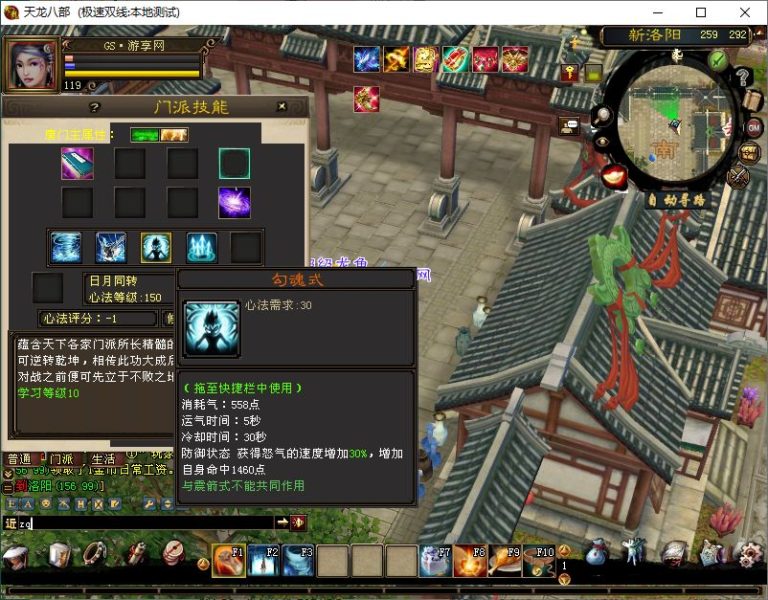 天龙八部 (极速双线:本地测试)
GS·游享网
119
新洛阳 259 292
门派技能
唐门主属性：
南
自动寻路
日月同转
心法等级:150
心法评分：-1
蕴含天下各家门派所长精髓的
可逆转乾坤，相传此功大成后
对战之前便可先立于不败之地
学习等级10
勾魂式
心法需求:30
（拖至快捷栏中使用）
消耗气：558点
运气时间：5秒
冷却时间：30秒
防御状态 获得怒气的速度增加30%，增加
自身命中1460点
与震箭式不能共同作用
普通 门派 生活
金币日常工资。
到洛阳(156 99)]
近 zq
F1 F2 F3 F7 F8 F9 F10
1